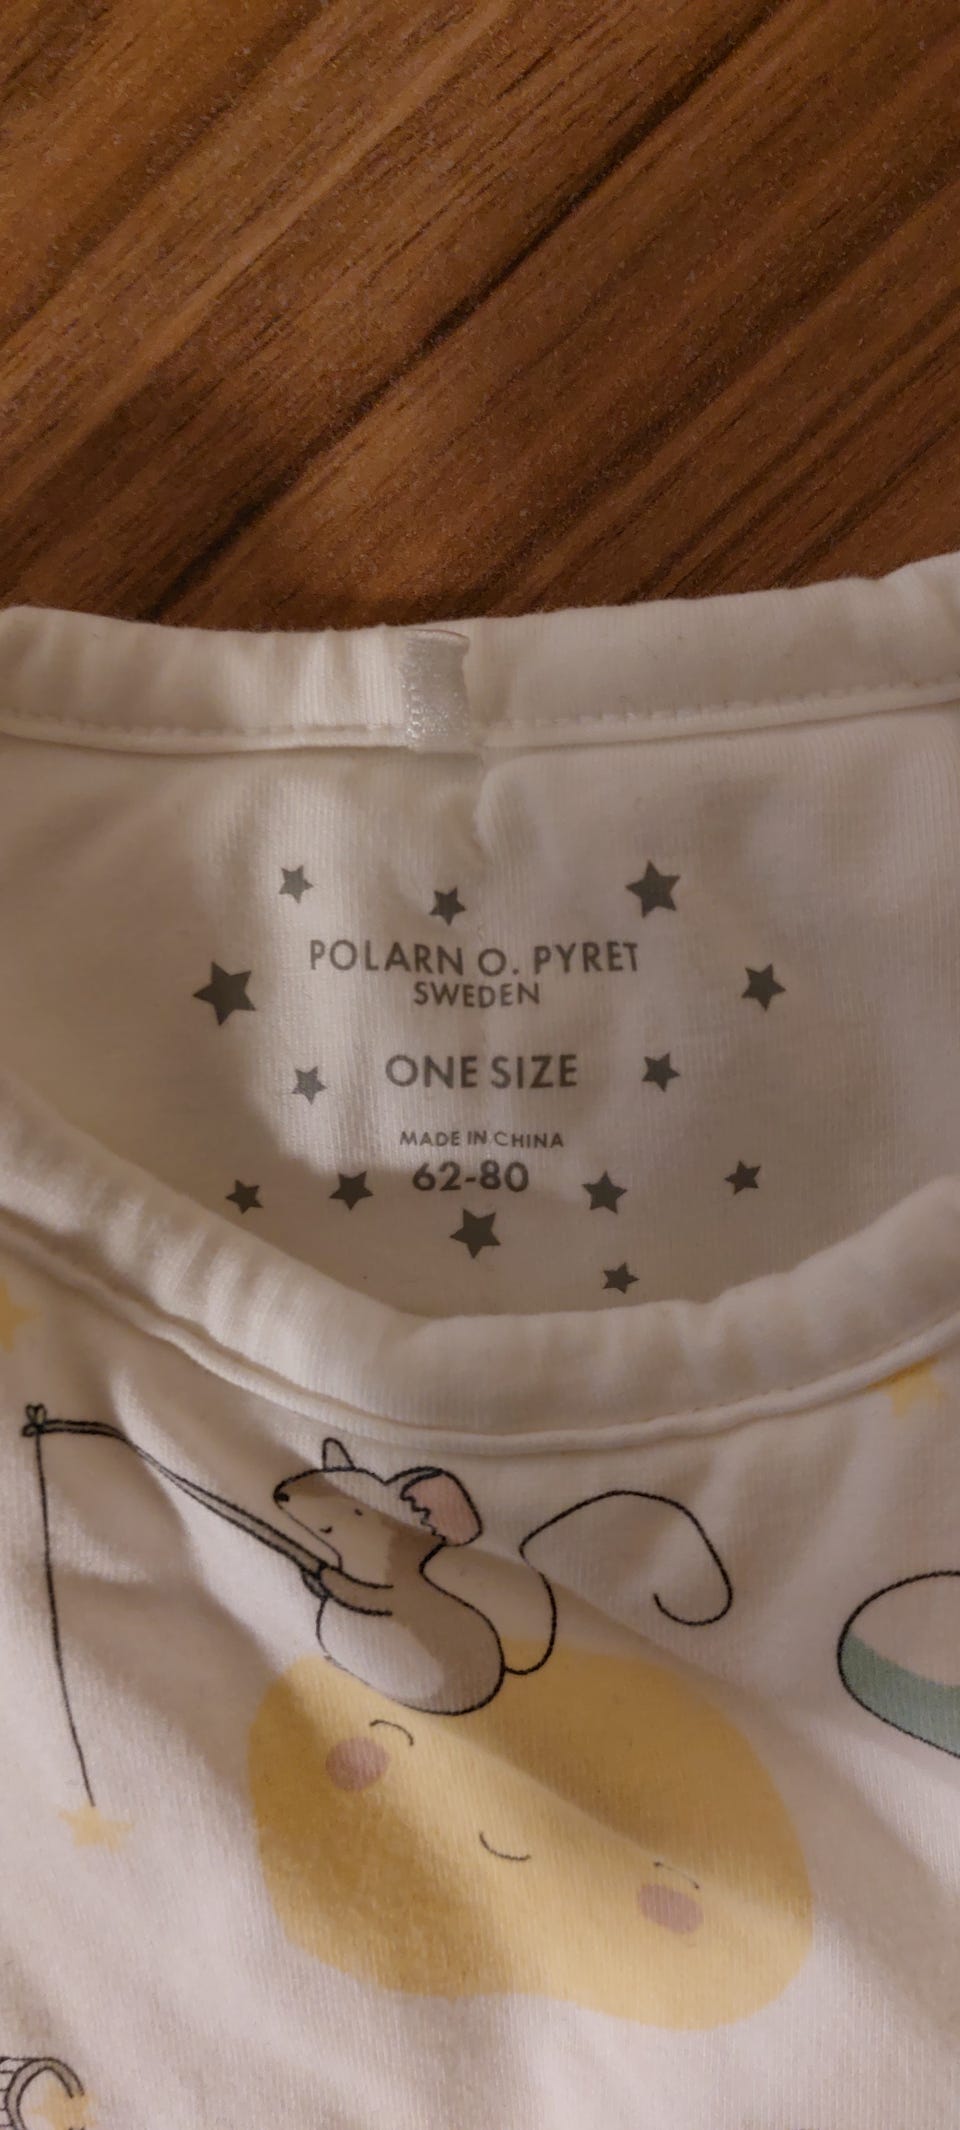 POLARN O. PYRET
SWEDEN
ONE SIZE
MADE IN CHINA
62-80